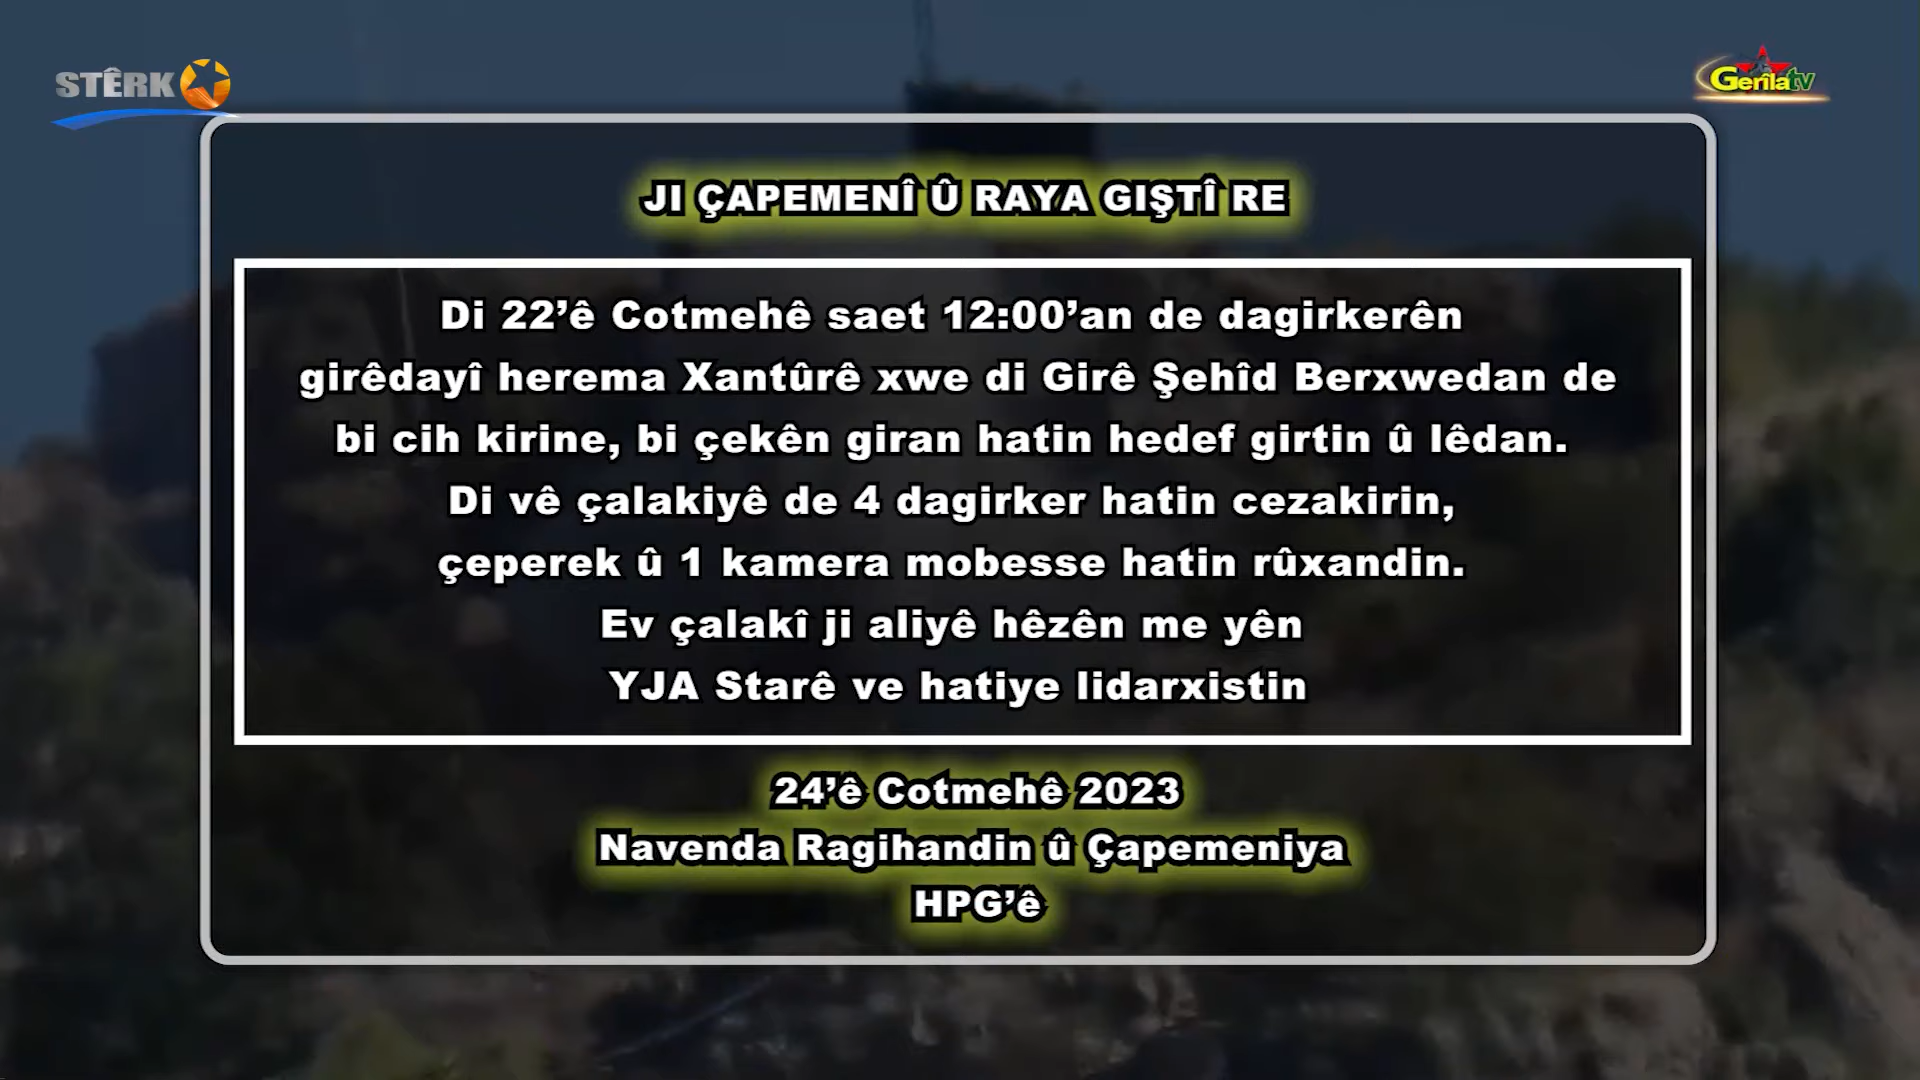 STÊRK
Gerîla tv
JI ÇAPEMENÎ Û RAYA GIŞTÎ RE
Di 22’ê Cotmehê saet 12:00’an de dagirkerên
girêdayî herema Xantûrê xwe di Girê Şehîd Berxwedan de
bi cih kirine, bi çekên giran hatin hedef girtin û lêdan.
Di vê çalakiyê de 4 dagirker hatin cezakirin,
çeperek û 1 kamera mobesse hatin rûxandin.
Ev çalakî ji aliyê hêzên me yên
YJA Starê ve hatiye lidarxistin
24’ê Cotmehê 2023
Navenda Ragihandin û Çapemeniya
HPG’ê